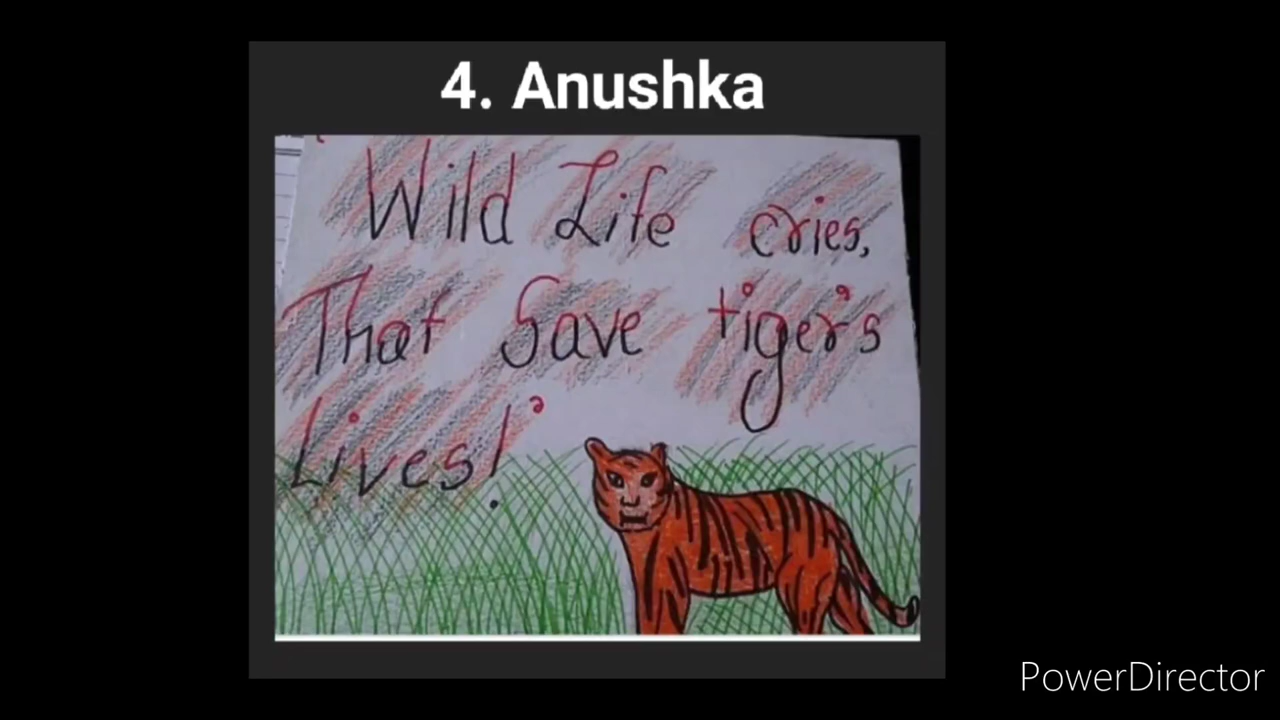 4. Anushka
Wild Life cries,
That Save tiger's
Lives!'
PowerDirector